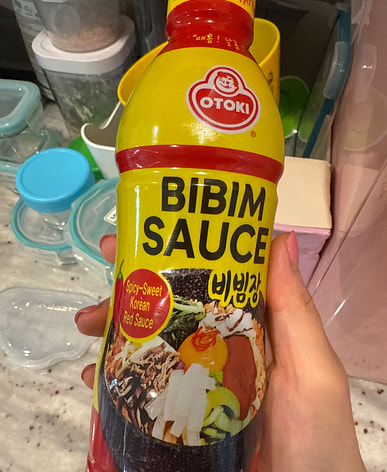 OTOKI
®
BIBIM
SAUCE
비빔장
Spicy-Sweet
Korean
Red Sauce